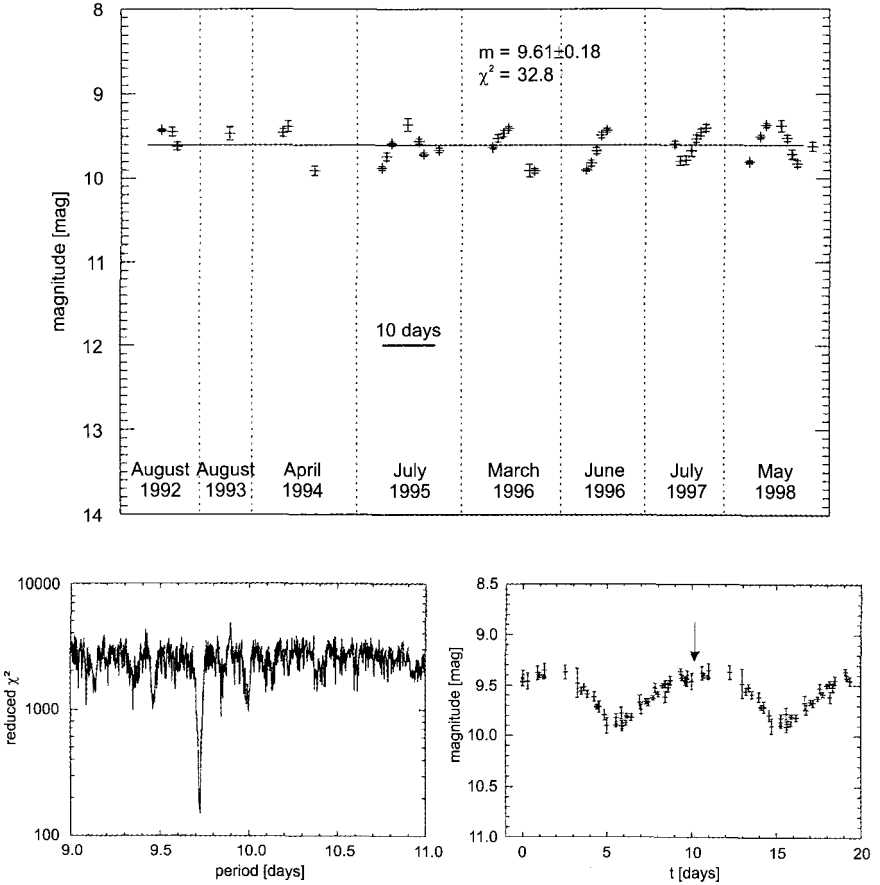 m = 9.61±0.18
χ² = 32.8
magnitude [mag]
8
9
10
11
12
13
14
10 days
August August April July March June July May
1992 1993 1994 1995 1996 1996 1997 1998
reduced χ²
10000
1000
100
9.0 9.5 10.0 10.5 11.0
period [days]
magnitude [mag]
8.5
9.0
9.5
10.0
10.5
11.0
0 5 10 15 20
t [days]